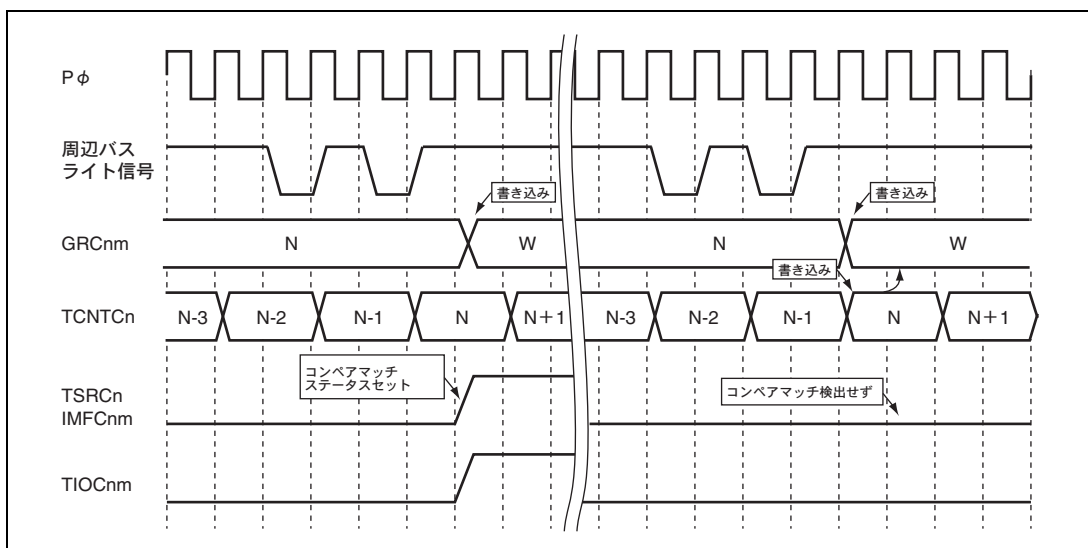 Pφ
周辺バス
ライト信号
書き込み
書き込み
GRCnm
N
W
N
W
書き込み
TCNTCn
N-3
N-2
N-1
N
N+1
N-3
N-2
N-1
N
N+1
コンペアマッチ
ステータスセット
コンペアマッチ検出せず
TSRCn
IMFCnm
TIOCnm